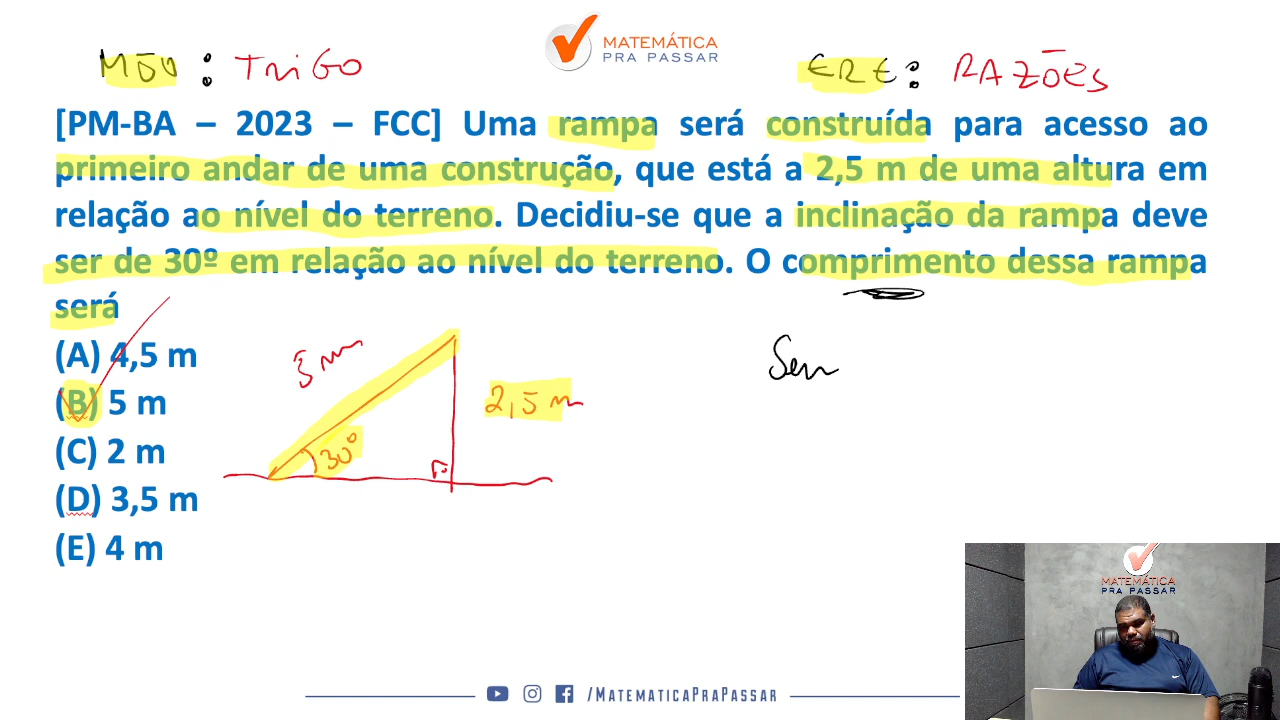 MATEMÁTICA
PRA PASSAR
: TRIGO
ERE: RAZÕES
[PM-BA – 2023 – FCC] Uma rampa será construída para acesso ao
primeiro andar de uma construção, que está a 2,5 m de uma altura em
relação ao nível do terreno. Decidiu-se que a inclinação da rampa deve
ser de 30º em relação ao nível do terreno. O comprimento dessa rampa
será
(A) 4,5 m
(B) 5 m
(C) 2 m
(D) 3,5 m
(E) 4 m
5 m
2,5 m
30°
Sen
MATEMÁTICA
PRA PASSAR
/MATEMATICAPRAPASSAR